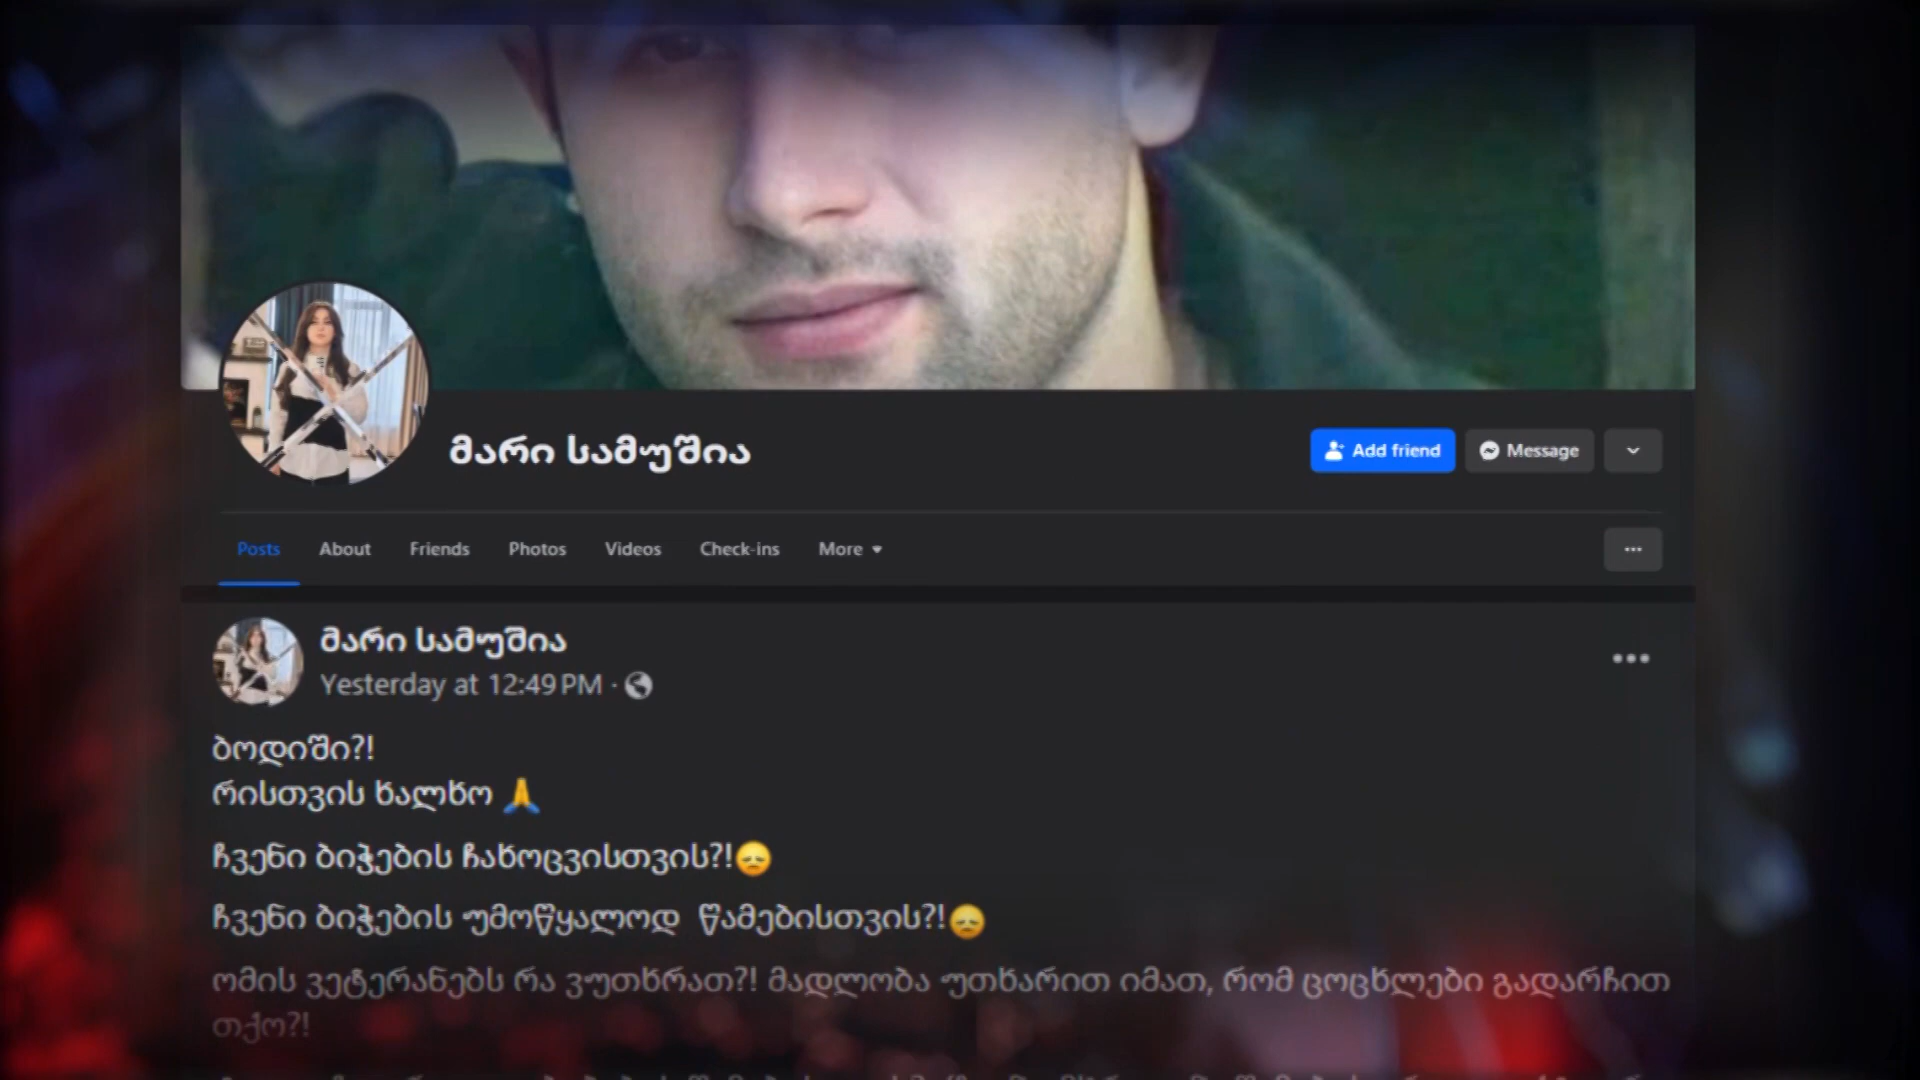 მარი სამუშია
Add friend
Message
Posts
About
Friends
Photos
Videos
Check-ins
More
მარი სამუშია
Yesterday at 12:49 PM ·
ბოდიში?!
რისთვის ხალხო 🙏
ჩვენი ბიჭების ჩახოცვისთვის?!😞
ჩვენი ბიჭების უმოწყალოდ წამებისთვის?!😞
ომის ვეტერანებს რა ვუთხრათ?! მადლობა უთხარით იმათ, რომ ცოცხლები გადარჩით
თქო?!